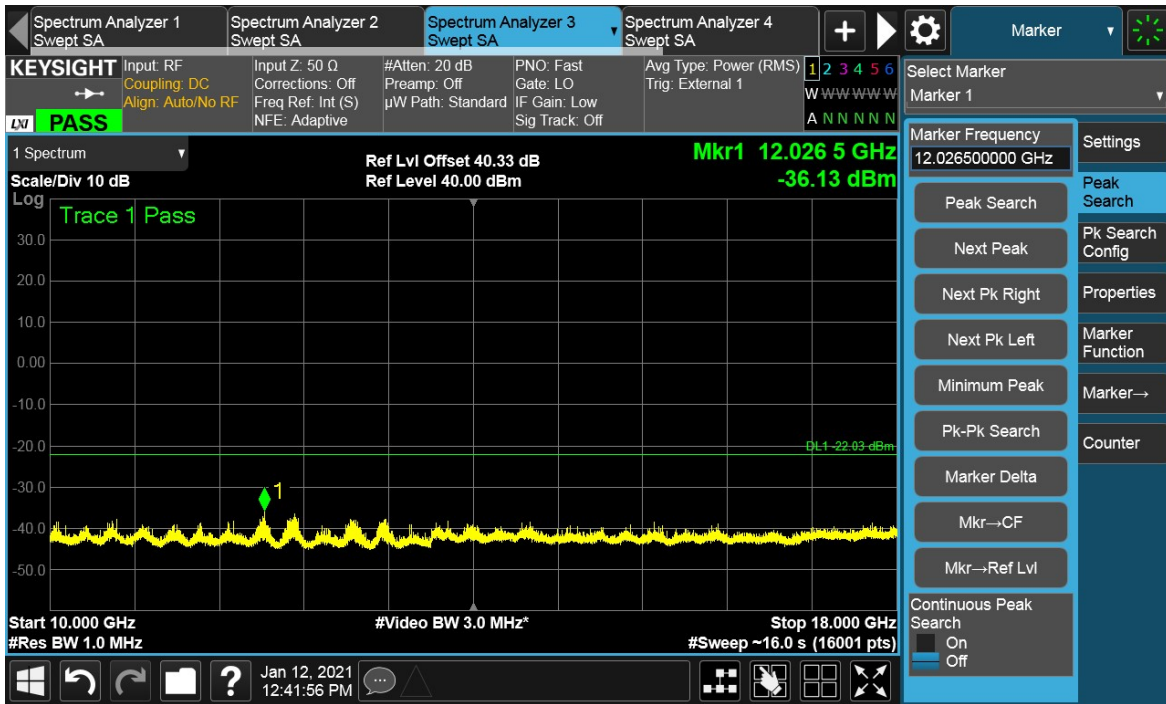 Spectrum Analyzer 1
Swept SA
Spectrum Analyzer 2
Swept SA
Spectrum Analyzer 3
Swept SA
Spectrum Analyzer 4
Swept SA
+
Marker
KEYSIGHT
LXI
PASS
Input: RF
Coupling: DC
Align: Auto/No RF
Input Z: 50 Ω
Corrections: Off
Freq Ref: Int (S)
NFE: Adaptive
#Atten: 20 dB
Preamp: Off
µW Path: Standard
PNO: Fast
Gate: LO
IF Gain: Low
Sig Track: Off
Avg Type: Power (RMS)
Trig: External 1
1 2 3 4 5 6
W W W W W W
A N N N N N
Select Marker
Marker 1
1 Spectrum
Scale/Div 10 dB
Ref Lvl Offset 40.33 dB
Ref Level 40.00 dBm
Mkr1 12.026 5 GHz
-36.13 dBm
Log
Trace 1 Pass
30.0
20.0
10.0
0.00
-10.0
-20.0
DL1 -22.03 dBm
-30.0
1
-40.0
-50.0
Start 10.000 GHz
#Res BW 1.0 MHz
#Video BW 3.0 MHz*
Stop 18.000 GHz
#Sweep ~16.0 s (16001 pts)
Marker Frequency
12.026500000 GHz
Peak Search
Next Peak
Next Pk Right
Next Pk Left
Minimum Peak
Pk-Pk Search
Marker Delta
Mkr→CF
Mkr→Ref Lvl
Continuous Peak
Search
On
Off
Settings
Peak
Search
Pk Search
Config
Properties
Marker
Function
Marker→
Counter
?
Jan 12, 2021
12:41:56 PM